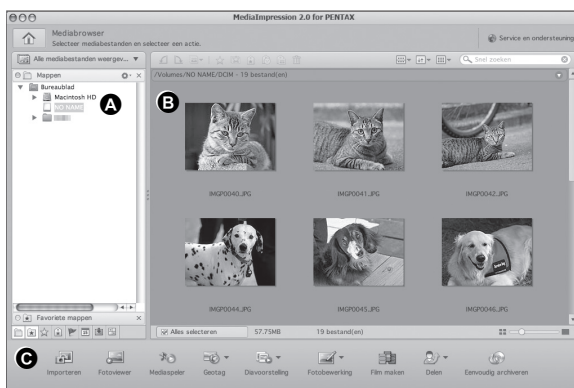 MediaImpression 2.0 for PENTAX
Mediabrowser
Selecteer mediabestanden en selecteer een actie.
Service en ondersteuning
Alle mediabestanden weergev...
Snel zoeken
Mappen
/Volumes/NO NAME/DCIM - 19 bestand(en)
Bureaublad
Macintosh HD
NO NAME
A
B
IMGP0040.JPG
IMGP0041.JPG
IMGP0042.JPG
IMGP0044.JPG
IMGP0045.JPG
IMGP0046.JPG
Favoriete mappen
Alles selecteren
57.75MB
19 bestand(en)
C
Importeren
Fotoviewer
Mediaspeler
Geotag
Diavoorstelling
Fotobewerking
Film maken
Delen
Eenvoudig archiveren